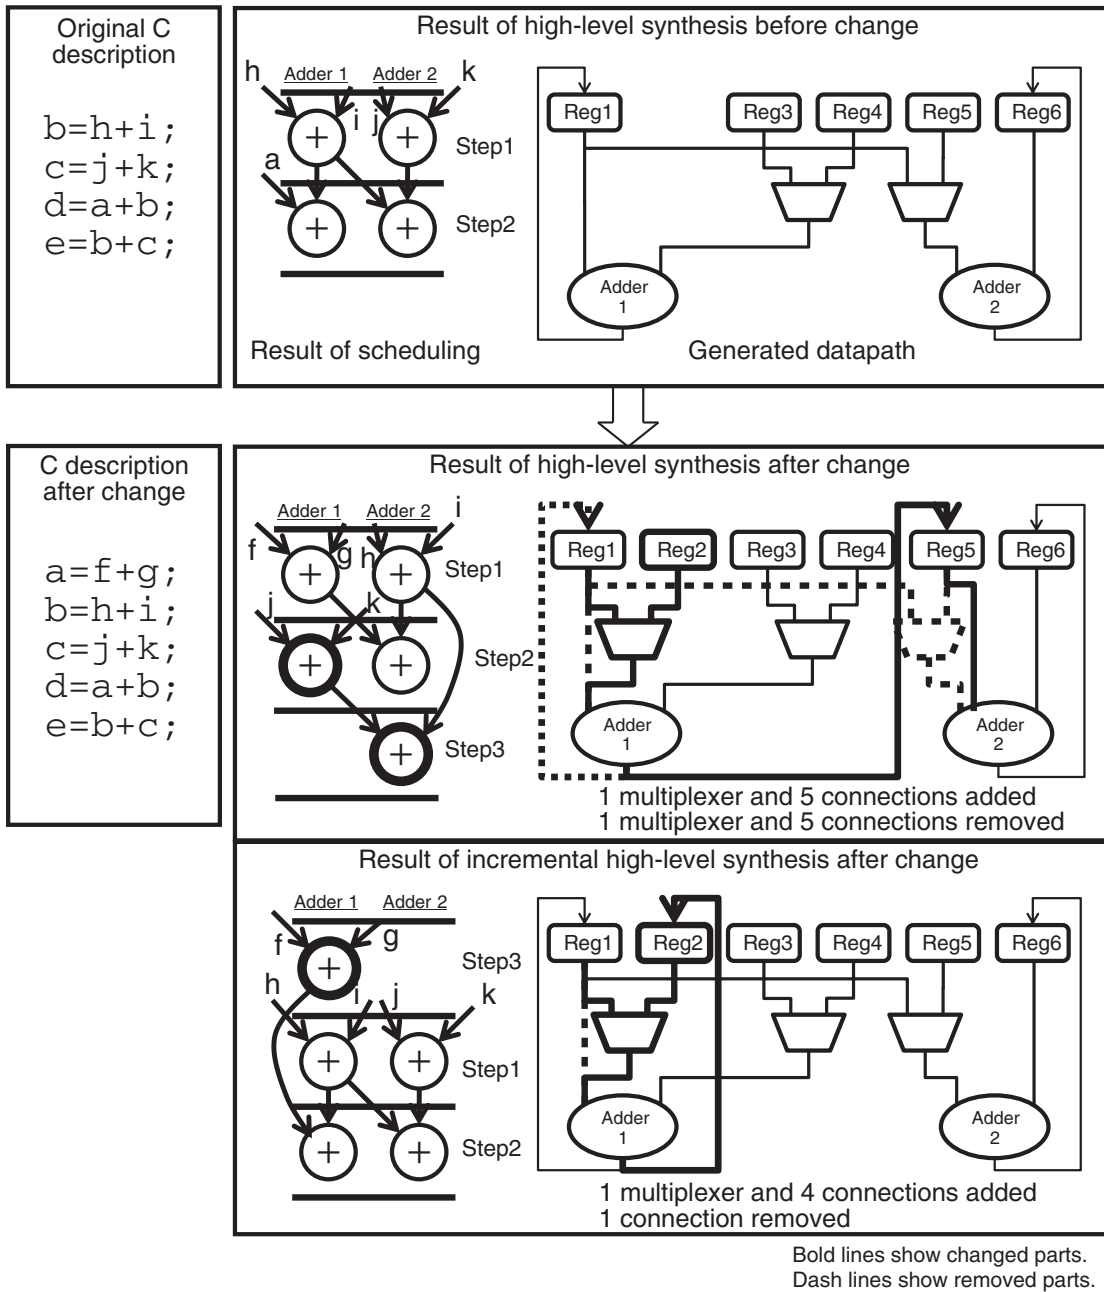 Original C
description
b=h+i;
c=j+k;
d=a+b;
e=b+c;
Result of high-level synthesis before change
h
Adder 1
Adder 2
k
i
j
+
+
Step1
a
+
+
Step2
Result of scheduling
Reg1
Reg3
Reg4
Reg5
Reg6
Adder
1
Adder
2
Generated datapath
C description
after change
a=f+g;
b=h+i;
c=j+k;
d=a+b;
e=b+c;
Result of high-level synthesis after change
Adder 1
Adder 2
i
f
g
h
+
+
Step1
j
k
+
+
Step2
+
Step3
Reg1
Reg2
Reg3
Reg4
Reg5
Reg6
Adder
1
Adder
2
1 multiplexer and 5 connections added
1 multiplexer and 5 connections removed
Result of incremental high-level synthesis after change
Adder 1
Adder 2
f
g
+
Step3
h
i
j
k
+
+
Step1
+
+
Step2
Reg1
Reg2
Reg3
Reg4
Reg5
Reg6
Adder
1
Adder
2
1 multiplexer and 4 connections added
1 connection removed
Bold lines show changed parts.
Dash lines show removed parts.